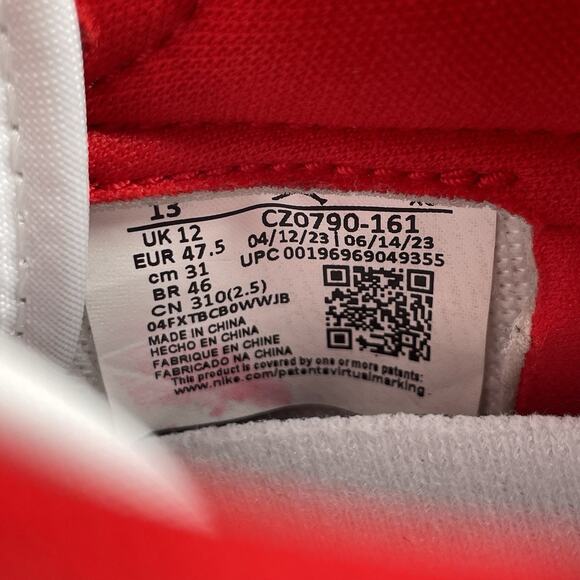 13
UK 12
EUR 47.5
cm 31
BR 46
CN 310(2.5)
04FXTBCB0WWJB
MADE IN CHINA
HECHO EN CHINA
FABRIQUE EN CHINE
FABRICADO NA CHINA
CZ0790-161
04/12/23 | 06/14/23
UPC 00196969049355
This product is covered by one or more patents:
www.nike.com/patentsvirtualmarking